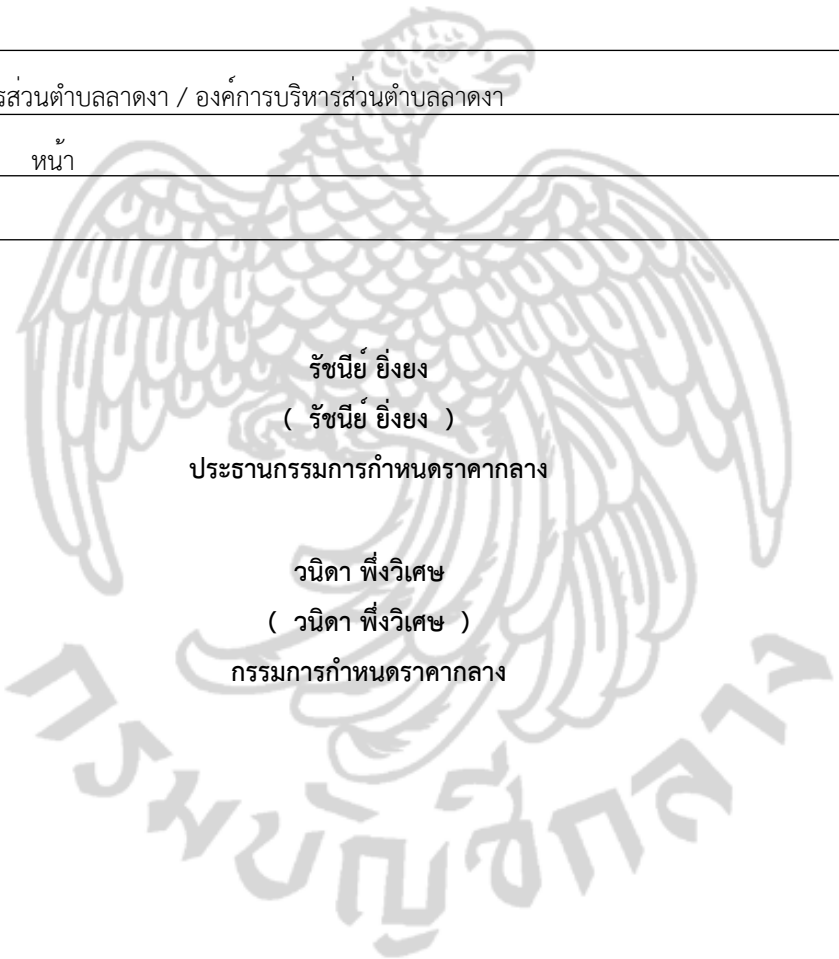 รส่วนตำบลลาดงา / องค์การบริหารส่วนตำบลลาดงา
หน้า
รัชนีย์ ยิ่งยง
( รัชนีย์ ยิ่งยง )
ประธานกรรมการกำหนดราคากลาง
วนิดา พึ่งวิเศษ
( วนิดา พึ่งวิเศษ )
กรรมการกำหนดราคากลาง
กรมบัญชีกลาง